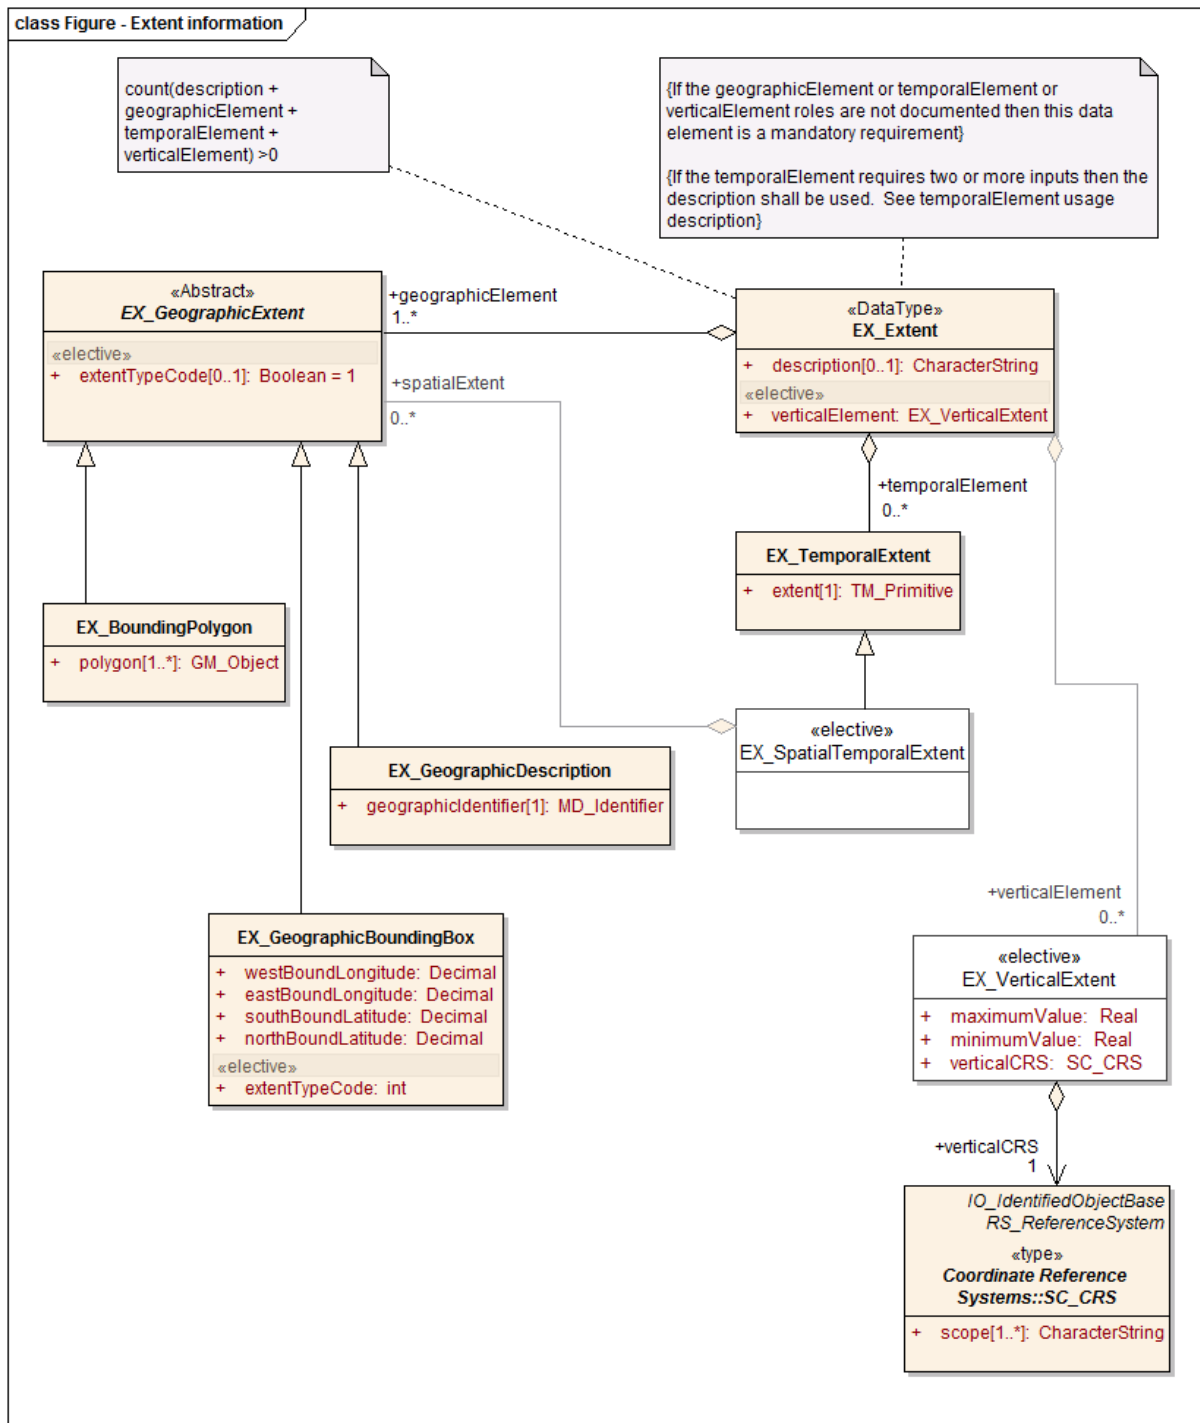 class Figure - Extent information
count(description +
geographicElement +
temporalElement +
verticalElement) >0
{If the geographicElement or temporalElement or
verticalElement roles are not documented then this data
element is a mandatory requirement}
{If the temporalElement requires two or more inputs then the
description shall be used. See temporalElement usage
description}
«Abstract»
EX_GeographicExtent
«elective»
+ extentTypeCode[0..1]: Boolean = 1
+geographicElement
1..*
«DataType»
EX_Extent
+ description[0..1]: CharacterString
«elective»
+ verticalElement: EX_VerticalExtent
+spatialExtent
0..*
+temporalElement
0..*
EX_TemporalExtent
+ extent[1]: TM_Primitive
EX_BoundingPolygon
+ polygon[1..*]: GM_Object
«elective»
EX_SpatialTemporalExtent
EX_GeographicDescription
+ geographicIdentifier[1]: MD_Identifier
+verticalElement
0..*
EX_GeographicBoundingBox
+ westBoundLongitude: Decimal
+ eastBoundLongitude: Decimal
+ southBoundLatitude: Decimal
+ northBoundLatitude: Decimal
«elective»
+ extentTypeCode: int
«elective»
EX_VerticalExtent
+ maximumValue: Real
+ minimumValue: Real
+ verticalCRS: SC_CRS
+verticalCRS
1
IO_IdentifiedObjectBase
RS_ReferenceSystem
«type»
Coordinate Reference
Systems::SC_CRS
+ scope[1..*]: CharacterString